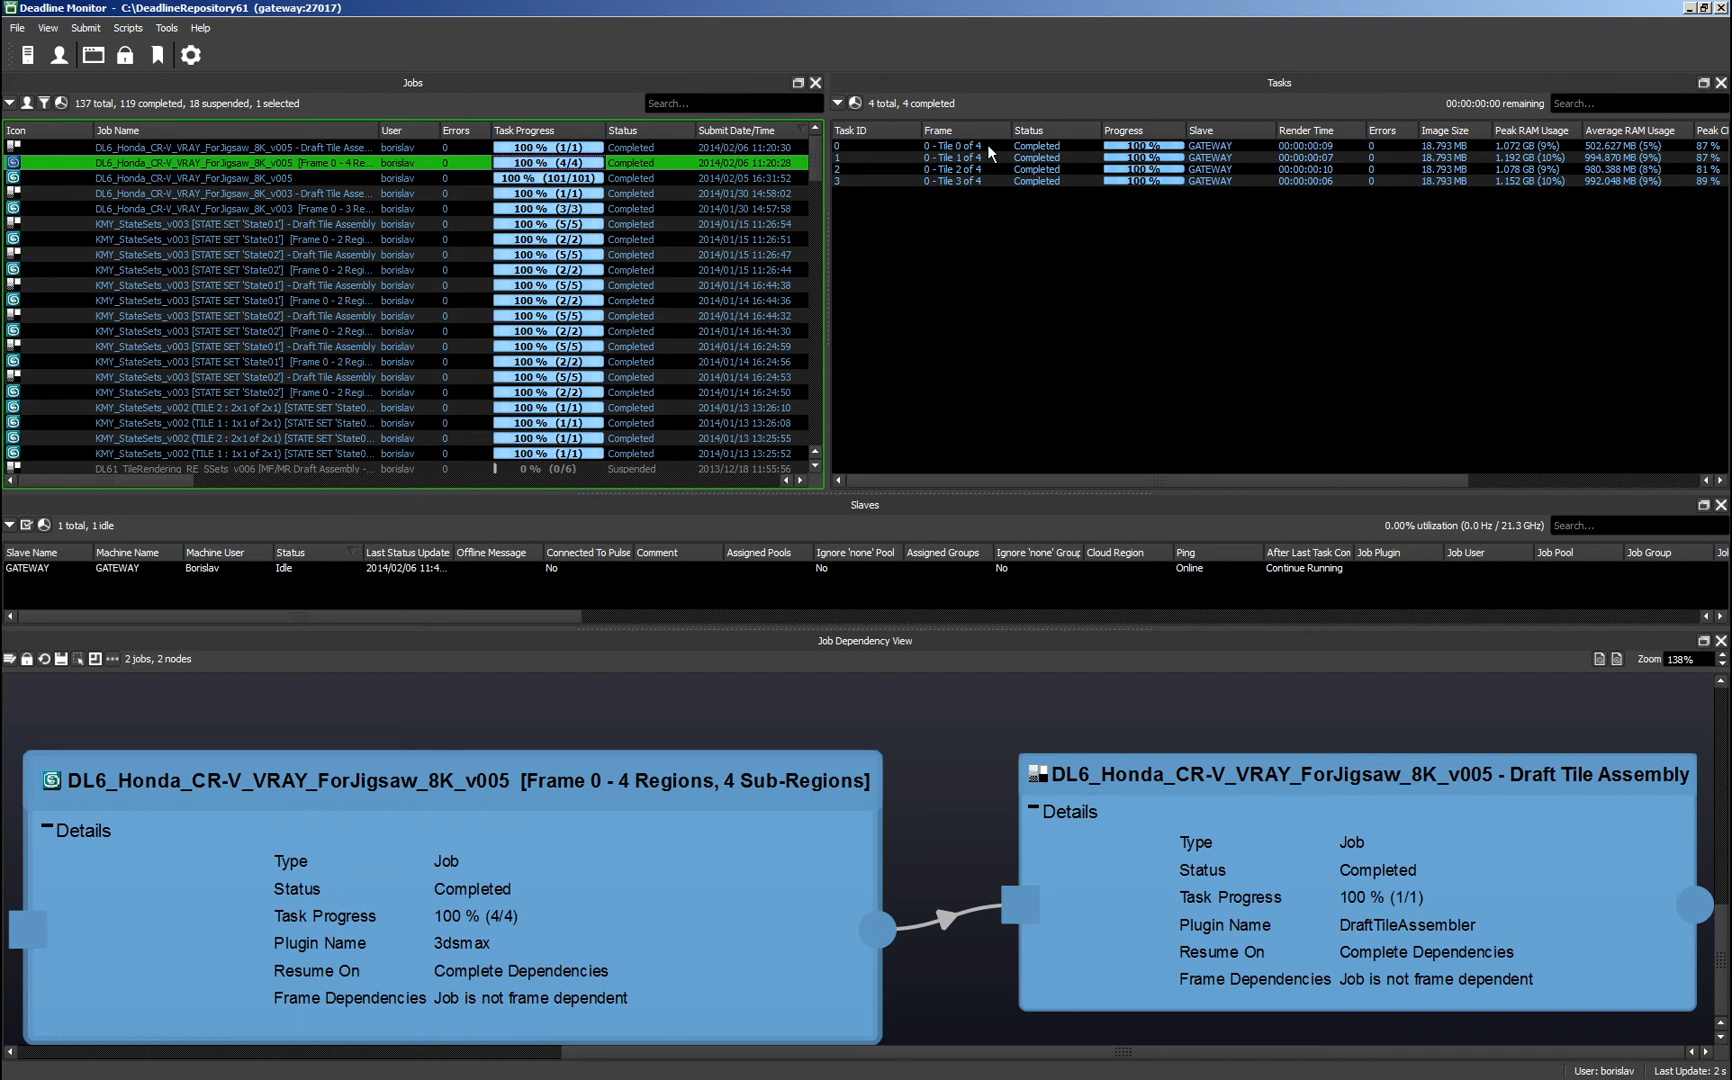 Deadline Monitor - C:\DeadlineRepository61 (gateway:27017)
File View Submit Scripts Tools Help
Jobs
137 total, 119 completed, 18 suspended, 1 selected Search...
Icon Job Name User Errors Task Progress Status Submit Date/Time
DL6_Honda_CR-V_VRAY_ForJigsaw_8K_v005 - Draft Tile Asse... borislav 0 100 % (1/1) Completed 2014/02/06 11:20:30
DL6_Honda_CR-V_VRAY_ForJigsaw_8K_v005 [Frame 0 - 4 Re... borislav 0 100 % (4/4) Completed 2014/02/06 11:20:28
DL6_Honda_CR-V_VRAY_ForJigsaw_8K_v005 borislav 0 100 % (101/101) Completed 2014/02/05 16:31:52
DL6_Honda_CR-V_VRAY_ForJigsaw_8K_v003 - Draft Tile Asse... borislav 0 100 % (1/1) Completed 2014/01/30 14:58:02
DL6_Honda_CR-V_VRAY_ForJigsaw_8K_v003 [Frame 0 - 3 Re... borislav 0 100 % (3/3) Completed 2014/01/30 14:57:58
KMY_StateSets_v003 [STATE SET 'State01'] - Draft Tile Assembly borislav 0 100 % (5/5) Completed 2014/01/15 11:26:54
KMY_StateSets_v003 [STATE SET 'State01'] [Frame 0 - 2 Regi... borislav 0 100 % (2/2) Completed 2014/01/15 11:26:51
KMY_StateSets_v003 [STATE SET 'State02'] - Draft Tile Assembly borislav 0 100 % (5/5) Completed 2014/01/15 11:26:47
KMY_StateSets_v003 [STATE SET 'State02'] [Frame 0 - 2 Regi... borislav 0 100 % (2/2) Completed 2014/01/15 11:26:44
KMY_StateSets_v003 [STATE SET 'State01'] - Draft Tile Assembly borislav 0 100 % (5/5) Completed 2014/01/14 16:44:38
KMY_StateSets_v003 [STATE SET 'State01'] [Frame 0 - 2 Regi... borislav 0 100 % (2/2) Completed 2014/01/14 16:44:36
KMY_StateSets_v003 [STATE SET 'State02'] - Draft Tile Assembly borislav 0 100 % (5/5) Completed 2014/01/14 16:44:32
KMY_StateSets_v003 [STATE SET 'State02'] [Frame 0 - 2 Regi... borislav 0 100 % (2/2) Completed 2014/01/14 16:44:30
KMY_StateSets_v003 [STATE SET 'State01'] - Draft Tile Assembly borislav 0 100 % (5/5) Completed 2014/01/14 16:24:59
KMY_StateSets_v003 [STATE SET 'State01'] [Frame 0 - 2 Regi... borislav 0 100 % (2/2) Completed 2014/01/14 16:24:56
KMY_StateSets_v003 [STATE SET 'State02'] - Draft Tile Assembly borislav 0 100 % (5/5) Completed 2014/01/14 16:24:53
KMY_StateSets_v003 [STATE SET 'State02'] [Frame 0 - 2 Regi... borislav 0 100 % (2/2) Completed 2014/01/14 16:24:50
KMY_StateSets_v002 (TILE 2 : 2x1 of 2x1) [STATE SET 'State0... borislav 0 100 % (1/1) Completed 2014/01/13 13:26:10
KMY_StateSets_v002 (TILE 1 : 1x1 of 2x1) [STATE SET 'State0... borislav 0 100 % (1/1) Completed 2014/01/13 13:26:08
KMY_StateSets_v002 (TILE 2 : 2x1 of 2x1) [STATE SET 'State0... borislav 0 100 % (1/1) Completed 2014/01/13 13:25:55
KMY_StateSets_v002 (TILE 1 : 1x1 of 2x1) [STATE SET 'State0... borislav 0 100 % (1/1) Completed 2014/01/13 13:25:52
DL61_TileRendering_RE_SSets_v006 [MF/MR Draft Assembly -... borislav 0 0 % (0/6) Suspended 2013/12/18 11:55:56
Tasks
4 total, 4 completed 00:00:00:00 remaining Search...
Task ID Frame Status Progress Slave Render Time Errors Image Size Peak RAM Usage Average RAM Usage Peak C
0 0 - Tile 0 of 4 Completed 100 % GATEWAY 00:00:00:09 0 18.793 MB 1.072 GB (9%) 502.627 MB (5%) 87 %
1 0 - Tile 1 of 4 Completed 100 % GATEWAY 00:00:00:07 0 18.793 MB 1.192 GB (10%) 994.870 MB (9%) 87 %
2 0 - Tile 2 of 4 Completed 100 % GATEWAY 00:00:00:10 0 18.793 MB 1.078 GB (9%) 980.388 MB (8%) 81 %
3 0 - Tile 3 of 4 Completed 100 % GATEWAY 00:00:00:06 0 18.793 MB 1.152 GB (10%) 992.048 MB (9%) 89 %
Slaves
1 total, 1 idle 0.00% utilization (0.0 Hz / 21.3 GHz) Search...
Slave Name Machine Name Machine User Status Last Status Update Offline Message Connected To Pulse Comment Assigned Pools Ignore 'none' Pool Assigned Groups Ignore 'none' Group Cloud Region Ping After Last Task Con Job Plugin Job User Job Pool Job Group Jol
GATEWAY GATEWAY Borislav Idle 2014/02/06 11:4... No No No Online Continue Running
Job Dependency View
2 jobs, 2 nodes Zoom 138%
DL6_Honda_CR-V_VRAY_ForJigsaw_8K_v005 [Frame 0 - 4 Regions, 4 Sub-Regions]
Details
Type Job
Status Completed
Task Progress 100 % (4/4)
Plugin Name 3dsmax
Resume On Complete Dependencies
Frame Dependencies Job is not frame dependent
DL6_Honda_CR-V_VRAY_ForJigsaw_8K_v005 - Draft Tile Assembly
Details
Type Job
Status Completed
Task Progress 100 % (1/1)
Plugin Name DraftTileAssembler
Resume On Complete Dependencies
Frame Dependencies Job is not frame dependent
User: borislav Last Update: 2 s